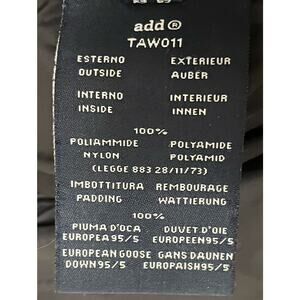 add®
TAW011
ESTERNO EXTERIEUR
OUTSIDE AUBER
INTERNO INTERIEUR
INSIDE INNEN
100%
POLIAMMIDE POLYAMIDE
NYLON POLYAMID
(LEGGE 883 28/11/73)
IMBOTTITURA REMBOURAGE
PADDING WATTIERUNG
100%
PIUMA D'OCA DUVET D'OIE
EUROPEA95/5 EUROPEEN95/5
EUROPEAN GOOSE GANS DAUNEN
DOWN95/5 EUROPAISH95/5